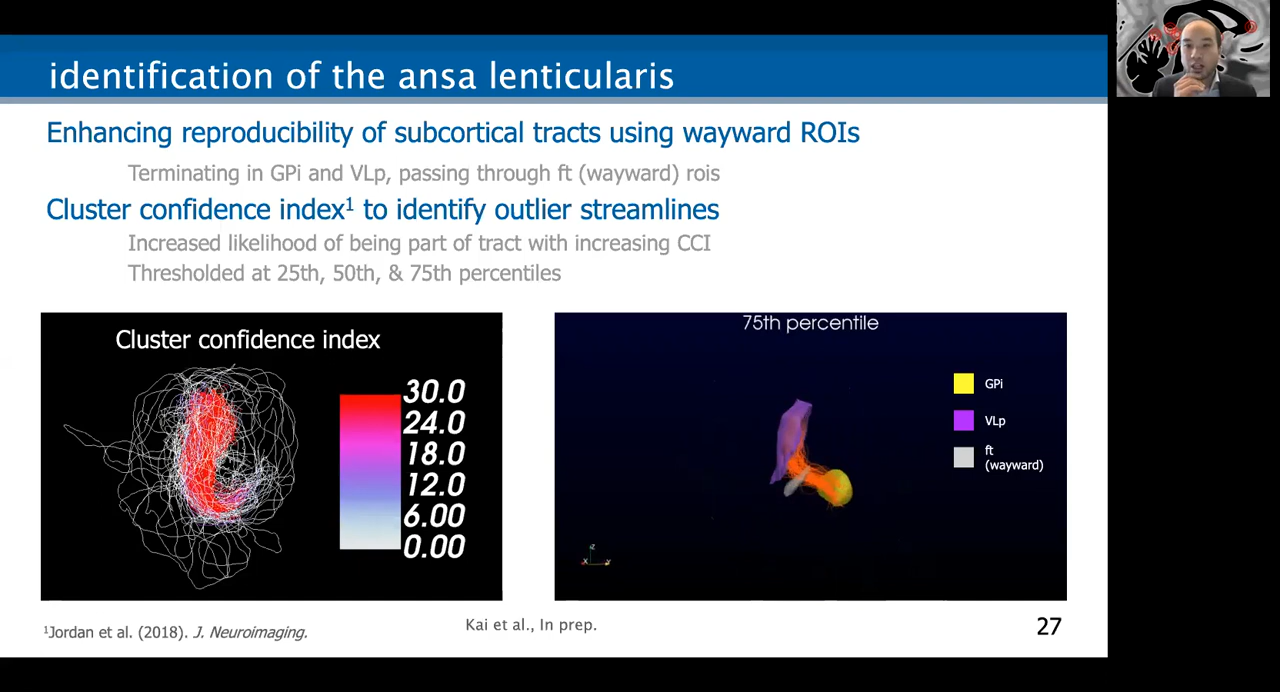 identification of the ansa lenticularis
Enhancing reproducibility of subcortical tracts using wayward ROIs
Terminating in GPi and VLp, passing through ft (wayward) rois
Cluster confidence index¹ to identify outlier streamlines
Increased likelihood of being part of tract with increasing CCI
Thresholded at 25th, 50th, & 75th percentiles
Cluster confidence index
30.0
24.0
18.0
12.0
6.00
0.00
75th percentile
GPi
VLp
ft
(wayward)
Z
X
Y
¹Jordan et al. (2018). J. Neuroimaging.
Kai et al., In prep.
27